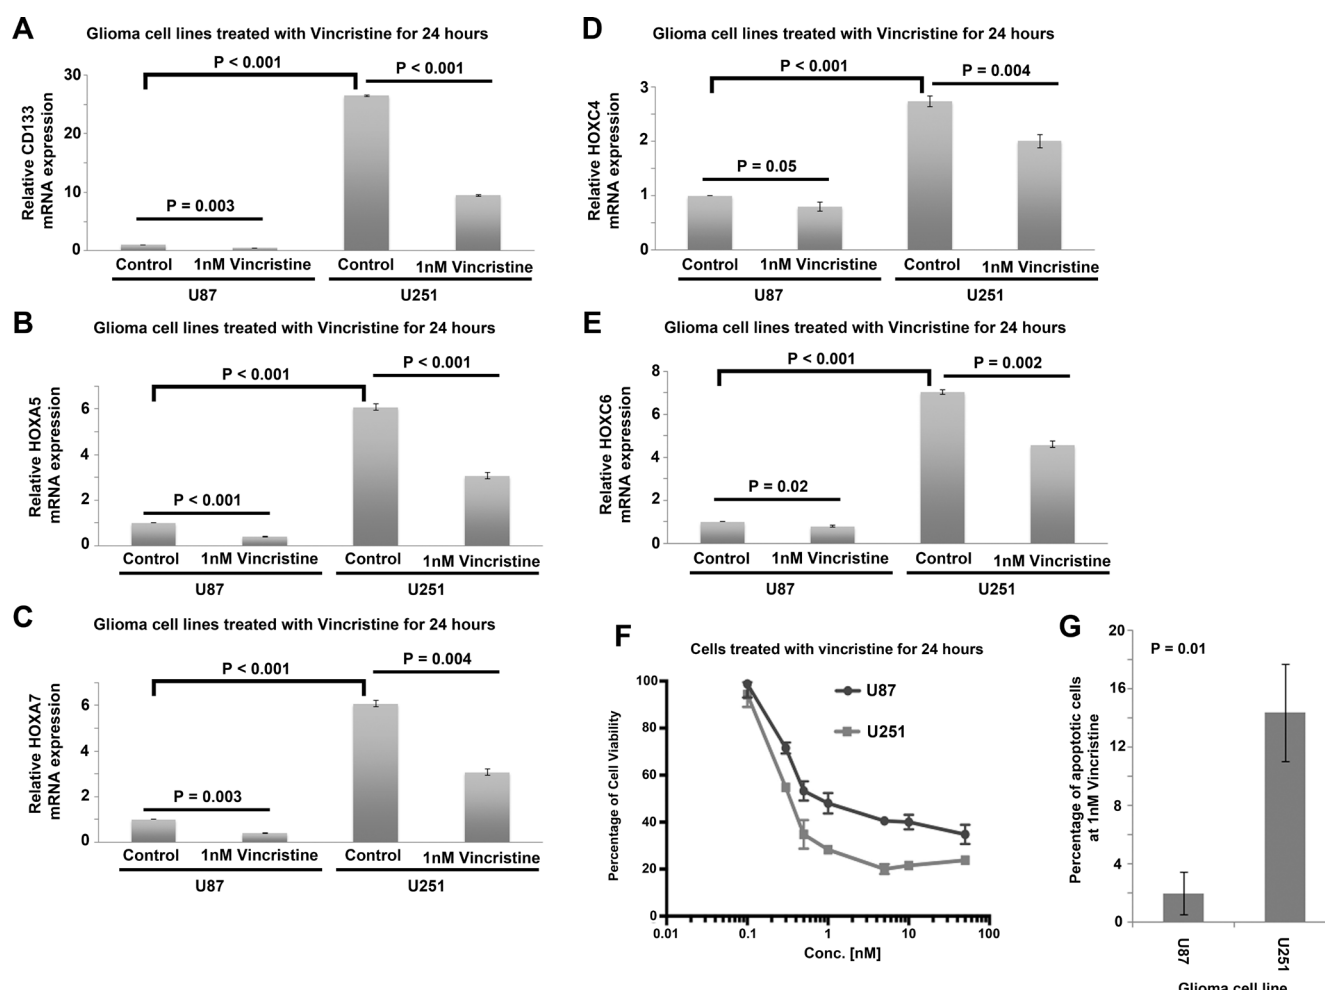 A
Glioma cell lines treated with Vincristine for 24 hours
Relative CD133
mRNA expression
30
20
10
0
P < 0.001
P < 0.001
P = 0.003
Control
1nM Vincristine
Control
1nM Vincristine
U87
U251
B
Glioma cell lines treated with Vincristine for 24 hours
Relative HOXA5
mRNA expression
6
4
2
0
P < 0.001
P < 0.001
P < 0.001
Control
1nM Vincristine
Control
1nM Vincristine
U87
U251
C
Glioma cell lines treated with Vincristine for 24 hours
Relative HOXA7
mRNA expression
6
4
2
0
P < 0.001
P = 0.004
P = 0.003
Control
1nM Vincristine
Control
1nM Vincristine
U87
U251
D
Glioma cell lines treated with Vincristine for 24 hours
Relative HOXC4
mRNA expression
3
2
1
0
P < 0.001
P = 0.004
P = 0.05
Control
1nM Vincristine
Control
1nM Vincristine
U87
U251
E
Glioma cell lines treated with Vincristine for 24 hours
Relative HOXC6
mRNA expression
8
6
4
2
0
P < 0.001
P = 0.002
P = 0.02
Control
1nM Vincristine
Control
1nM Vincristine
U87
U251
F
Cells treated with vincristine for 24 hours
Percentage of Cell Viability
100
80
60
40
20
0
U87
U251
0.01
0.1
1
10
100
Conc. [nM]
G
Percentage of apoptotic cells
at 1nM Vincristine
20
16
12
8
4
0
P = 0.01
U87
U251
Glioma cell line